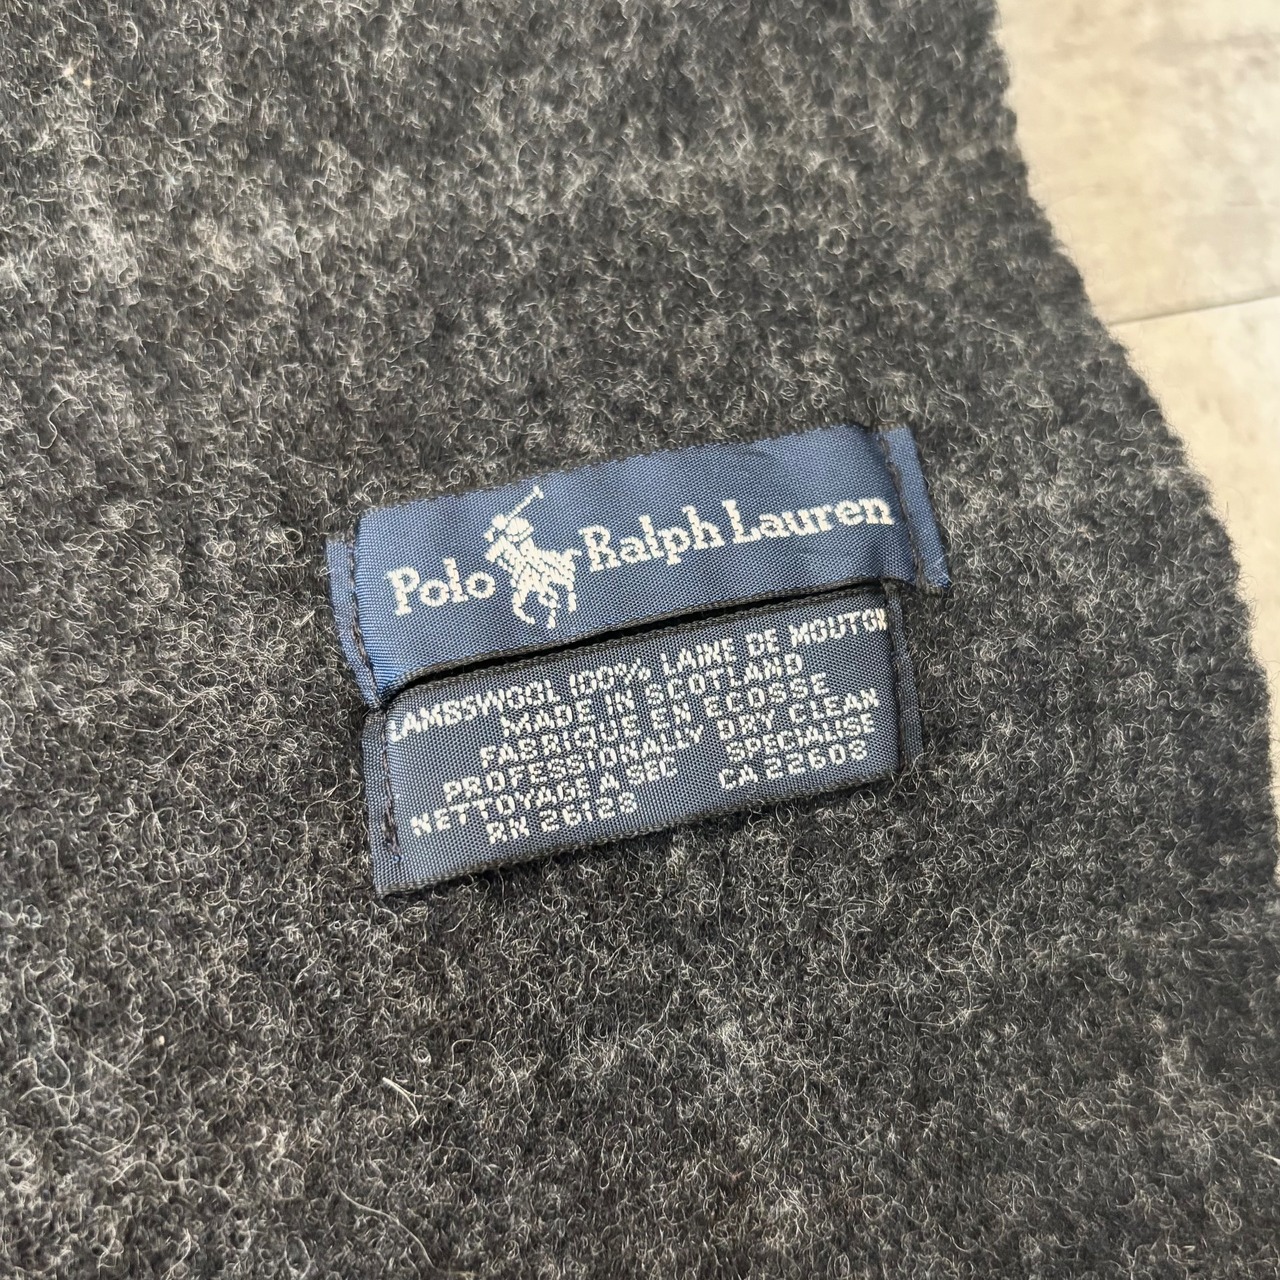 Polo Ralph Lauren
LAMBSWOOL 100% LAINE DE MOUTON
MADE IN SCOTLAND
FABRIQUE EN ECOSSE
PROFESSIONALLY DRY CLEAN
NETTOYAGE A SEC SPECIALISE
RN 26128 CA 22608